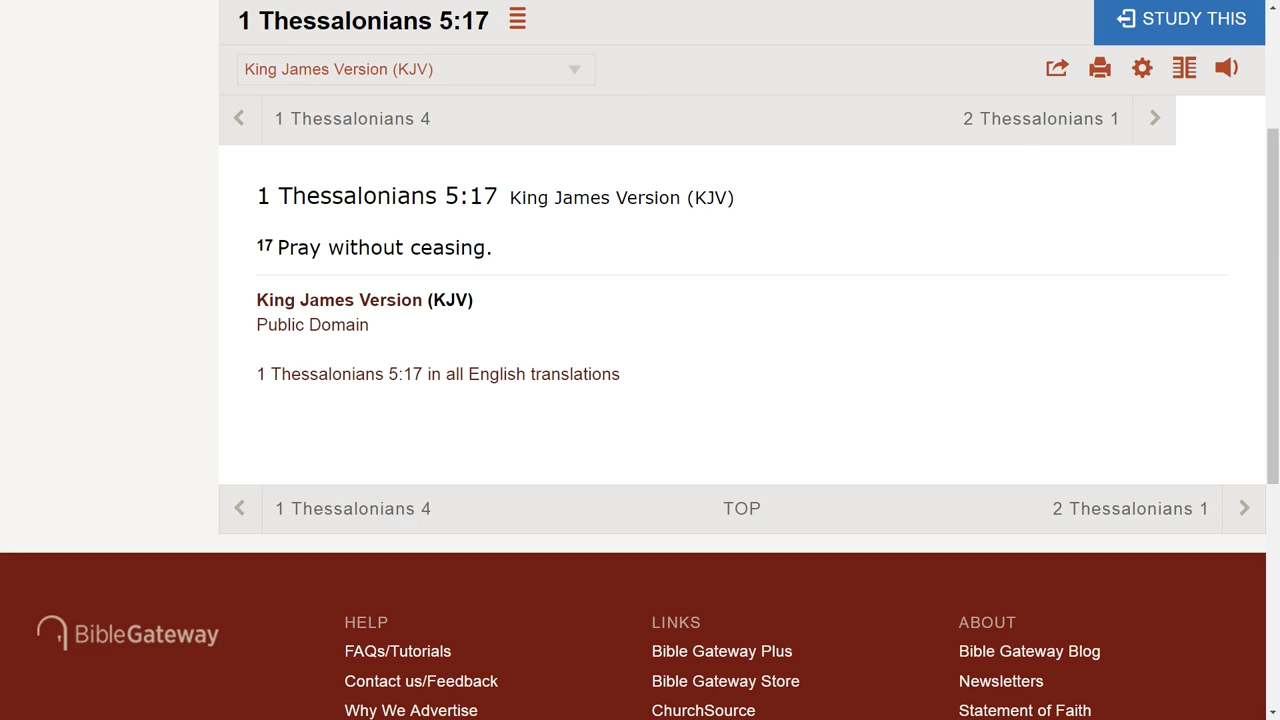 1 Thessalonians 5:17
STUDY THIS
King James Version (KJV)
1 Thessalonians 4
2 Thessalonians 1
1 Thessalonians 5:17 King James Version (KJV)
17 Pray without ceasing.
King James Version (KJV)
Public Domain
1 Thessalonians 5:17 in all English translations
1 Thessalonians 4
TOP
2 Thessalonians 1
BibleGateway
HELP
FAQs/Tutorials
Contact us/Feedback
Why We Advertise
LINKS
Bible Gateway Plus
Bible Gateway Store
ChurchSource
ABOUT
Bible Gateway Blog
Newsletters
Statement of Faith